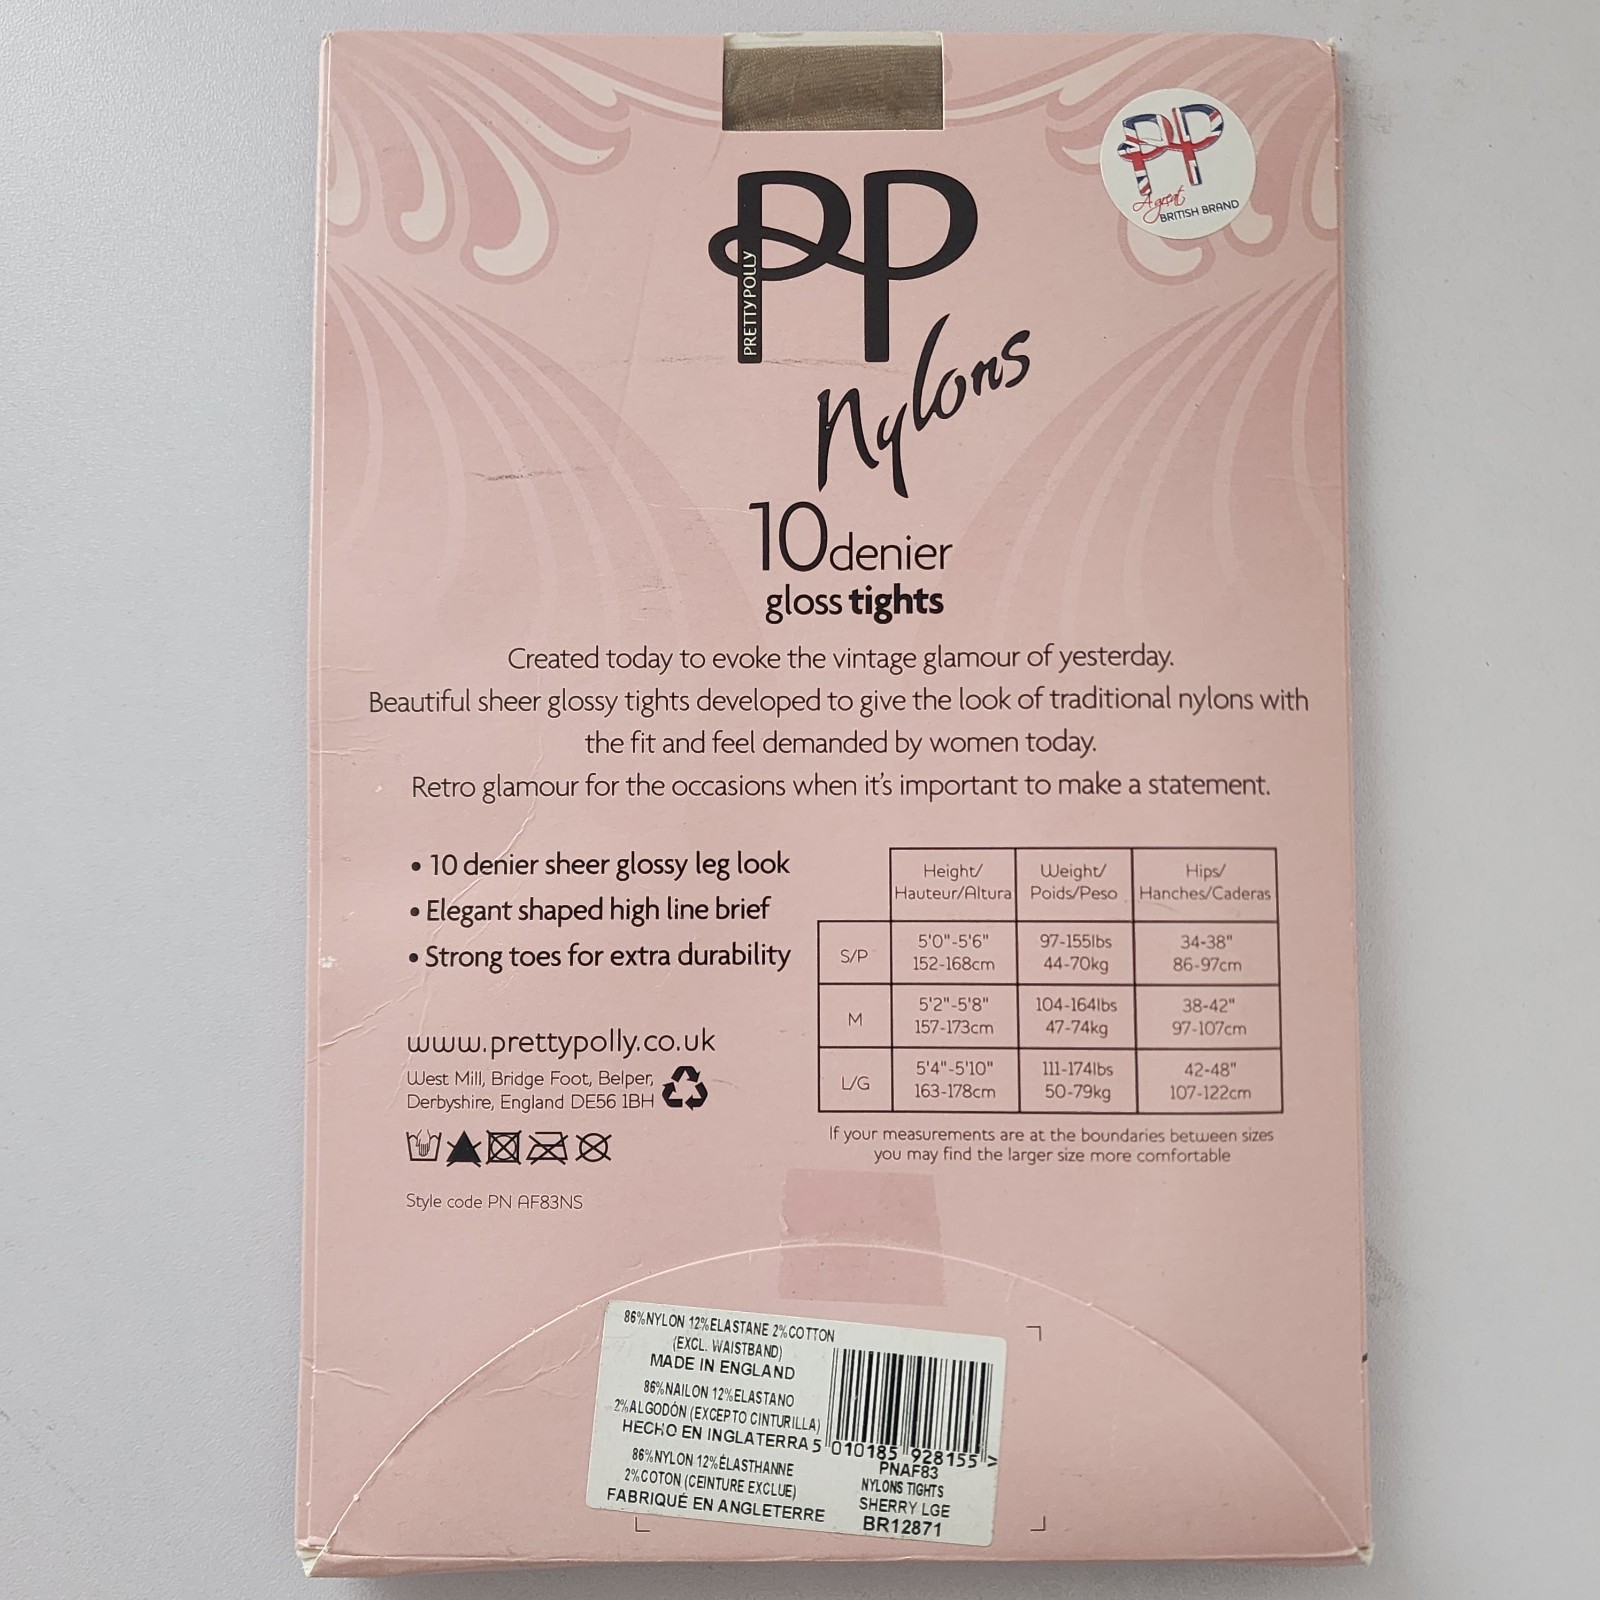 PP
A great
BRITISH BRAND
PP
PRETTY POLLY
nylons
10 denier
gloss tights
Created today to evoke the vintage glamour of yesterday.
Beautiful sheer glossy tights developed to give the look of traditional nylons with
the fit and feel demanded by women today.
Retro glamour for the occasions when it's important to make a statement.
• 10 denier sheer glossy leg look
• Elegant shaped high line brief
• Strong toes for extra durability
www.prettypolly.co.uk
West Mill, Bridge Foot, Belper,
Derbyshire, England DE56 1BH
Style code PN AF83NS
Height/ Weight/ Hips/
Hauteur/Altura Poids/Peso Hanches/Caderas
S/P 5'0"-5'6" 97-155lbs 34-38"
152-168cm 44-70kg 86-97cm
M 5'2"-5'8" 104-164lbs 38-42"
157-173cm 47-74kg 97-107cm
L/G 5'4"-5'10" 111-174lbs 42-48"
163-178cm 50-79kg 107-122cm
If your measurements are at the boundaries between sizes
you may find the larger size more comfortable
86%NYLON 12%ELASTANE 2%COTTON
(EXCL. WAISTBAND)
MADE IN ENGLAND
86%NAILON 12%ELASTANO
2%ALGODÓN (EXCEPTO CINTURILLA)
HECHO EN INGLATERRA
86%NYLON 12%ÉLASTHANNE
2%COTON (CEINTURE EXCLUE)
FABRIQUÉ EN ANGLETERRE
5 010185 928155 >
PNAF83
NYLONS TIGHTS
SHERRY LGE
BR12871